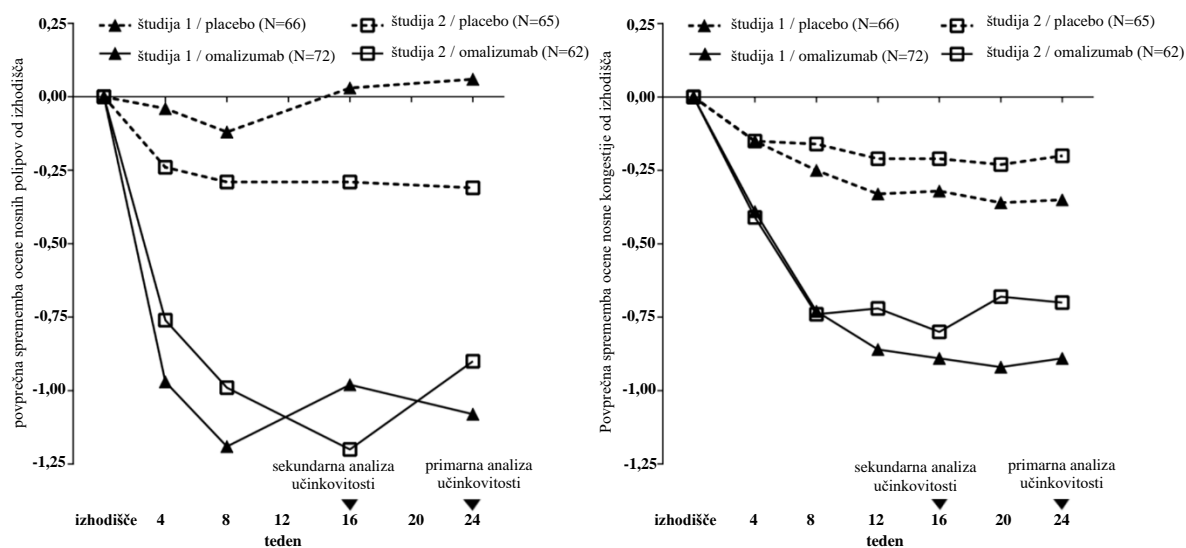 študija 1 / placebo (N=66)
študija 2 / placebo (N=65)
študija 1 / omalizumab (N=72)
študija 2 / omalizumab (N=62)
povprečna sprememba ocene nosnih polipov od izhodišča
0,25
0,00
-0,25
-0,50
-0,75
-1,00
-1,25
sekundarna analiza
učinkovitosti
primarna analiza
učinkovitosti
izhodišče 4 8 12 16 20 24
teden
študija 1 / placebo (N=66)
študija 2 / placebo (N=65)
študija 1 / omalizumab (N=72)
študija 2 / omalizumab (N=62)
Povprečna sprememba ocene nosne kongestije od izhodišča
0,25
0,00
-0,25
-0,50
-0,75
-1,00
-1,25
sekundarna analiza
učinkovitosti
primarna analiza
učinkovitosti
izhodišče 4 8 12 16 20 24
teden